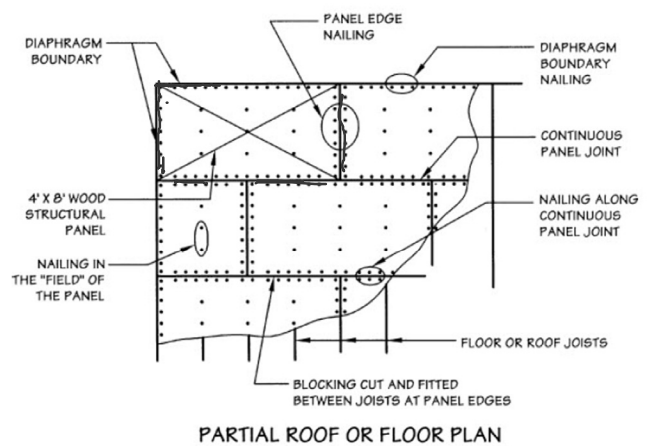 PANEL EDGE
NAILING
DIAPHRAGM
BOUNDARY
DIAPHRAGM
BOUNDARY
NAILING
CONTINUOUS
PANEL JOINT
4' X 8' WOOD
STRUCTURAL
PANEL
NAILING ALONG
CONTINUOUS
PANEL JOINT
NAILING IN
THE "FIELD" OF
THE PANEL
FLOOR OR ROOF JOISTS
BLOCKING CUT AND FITTED
BETWEEN JOISTS AT PANEL EDGES
PARTIAL ROOF OR FLOOR PLAN